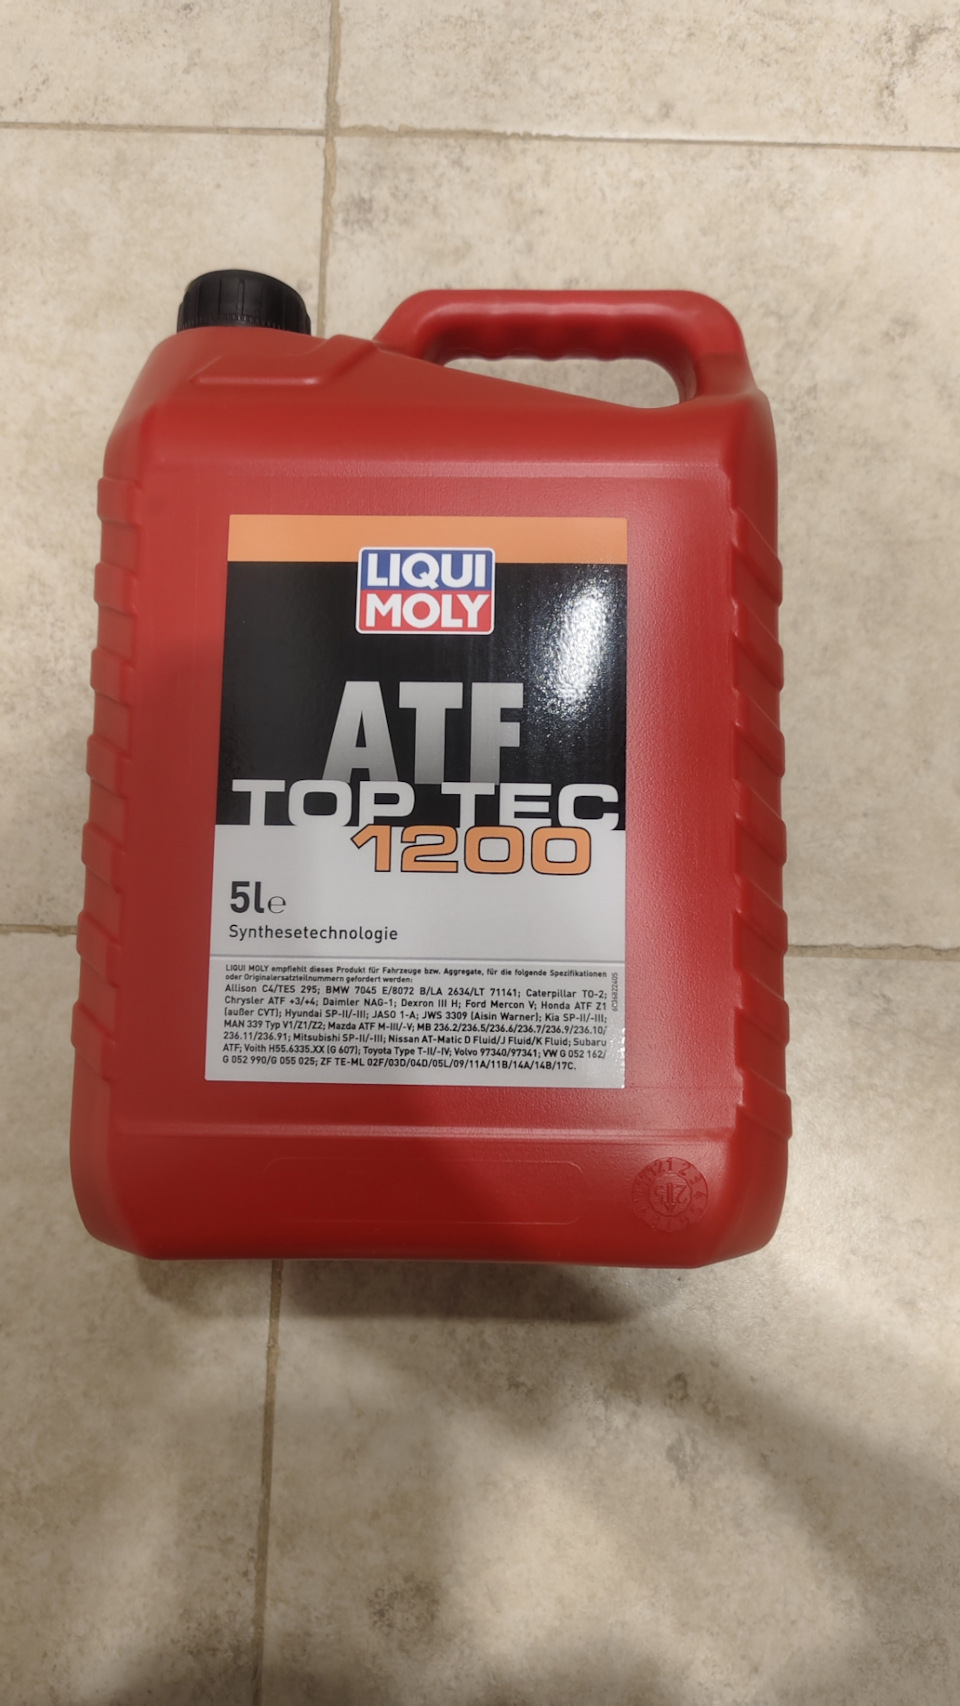 LIQUI
MOLY
ATF
TOP TEC
1200
5l℮
Synthesetechnologie
LIQUI MOLY empfiehlt dieses Produkt für Fahrzeuge bzw. Aggregate, für die folgende Spezifikationen
oder Originalersatzteilnummern gefordert werden:
Allison C4/TES 295; BMW 7045 E/8072 B/LA 2634/LT 71141; Caterpillar TO-2;
Chrysler ATF +3/+4; Daimler NAG-1; Dexron III H; Ford Mercon V; Honda ATF Z1
(außer CVT); Hyundai SP-II/-III; JASO 1-A; JWS 3309 (Aisin Warner); Kia SP-II/-III;
MAN 339 Typ V1/Z1/Z2; Mazda ATF M-III/-V; MB 236.2/236.5/236.6/236.7/236.9/236.10/
236.11/236.91; Mitsubishi SP-II/-III; Nissan AT-Matic D Fluid/J Fluid/K Fluid; Subaru
ATF; Voith H55.6335.XX (G 607); Toyota Type T-II/-IV; Volvo 97340/97341; VW G 052 162/
G 052 990/G 055 025; ZF TE-ML 02F/03D/04D/05L/09/11A/11B/14A/14B/17C.